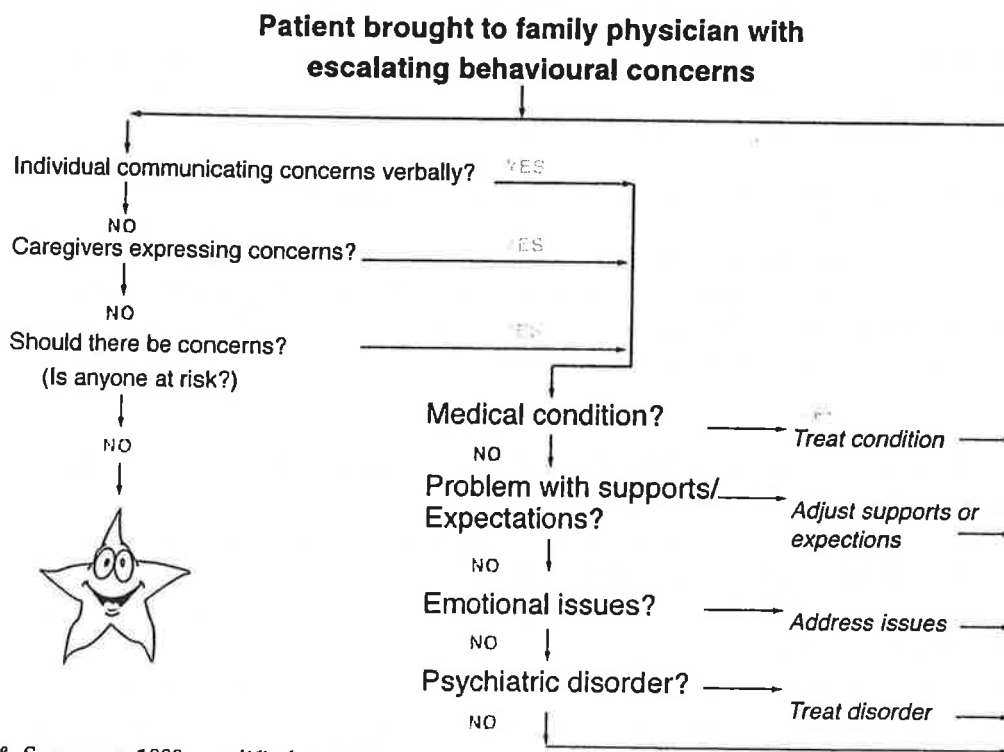 Patient brought to family physician with
escalating behavioural concerns
Individual communicating concerns verbally?
YES
NO
Caregivers expressing concerns?
YES
NO
Should there be concerns?
YES
(Is anyone at risk?)
NO
Medical condition?
Treat condition
NO
Problem with supports/
Expectations?
Adjust supports or
expections
NO
Emotional issues?
Address issues
NO
Psychiatric disorder?
Treat disorder
NO